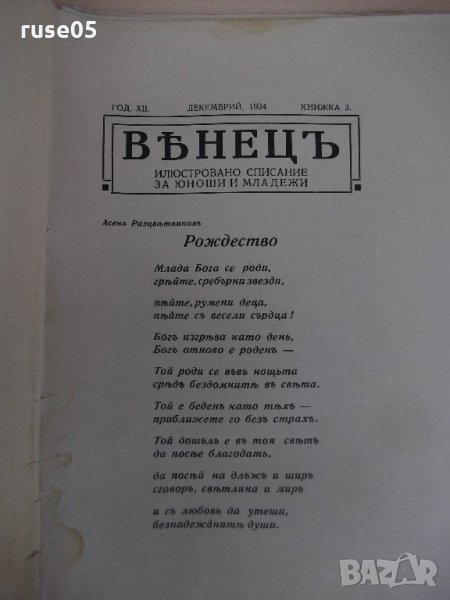 ruse05
ГОД. XII. ДЕКЕМВРИЙ, 1934 КНИЖКА 3.
ВѢНЕЦЪ
ИЛЮСТРОВАНО СПИСАНИЕ
ЗА ЮНОШИ И МЛАДЕЖИ
Асенъ Разцвѣтниковъ
Рождество
Млада Бога се роди,
грѣйте, сребърни звезди,
пѣйте, румени деца,
пѣйте съ весели сърдца!
Богъ изгрѣва като день,
Богъ отново е роденъ —
Той роди се въвъ нощьта
срѣдъ бездомнитѣ въ свѣта.
Той е беденъ като тѣхъ —
приближете го безъ страхъ.
Той дошълъ е въ тоя свѣтъ
да посѣе благодать,
да посѣй на длъжъ и ширъ
сговоръ, свѣтлина и миръ
и съ любовь да утеши,
безнадежднитѣ души.
BAZAR